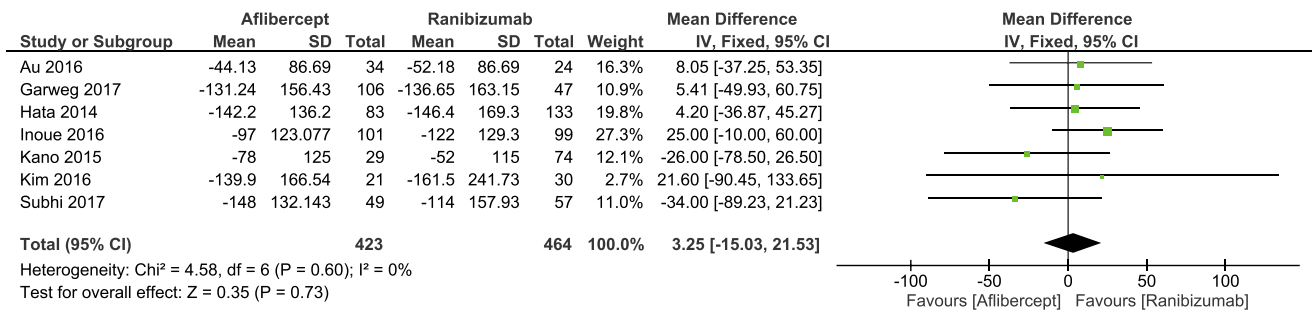 Aflibercept Ranibizumab Mean Difference Mean Difference
Study or Subgroup Mean SD Total Mean SD Total Weight IV, Fixed, 95% CI IV, Fixed, 95% CI
Au 2016 -44.13 86.69 34 -52.18 86.69 24 16.3% 8.05 [-37.25, 53.35]
Garweg 2017 -131.24 156.43 106 -136.65 163.15 47 10.9% 5.41 [-49.93, 60.75]
Hata 2014 -142.2 136.2 83 -146.4 169.3 133 19.8% 4.20 [-36.87, 45.27]
Inoue 2016 -97 123.077 101 -122 129.3 99 27.3% 25.00 [-10.00, 60.00]
Kano 2015 -78 125 29 -52 115 74 12.1% -26.00 [-78.50, 26.50]
Kim 2016 -139.9 166.54 21 -161.5 241.73 30 2.7% 21.60 [-90.45, 133.65]
Subhi 2017 -148 132.143 49 -114 157.93 57 11.0% -34.00 [-89.23, 21.23]
Total (95% CI) 423 464 100.0% 3.25 [-15.03, 21.53]
Heterogeneity: Chi² = 4.58, df = 6 (P = 0.60); I² = 0%
Test for overall effect: Z = 0.35 (P = 0.73)
-100 -50 0 50 100
Favours [Aflibercept] Favours [Ranibizumab]